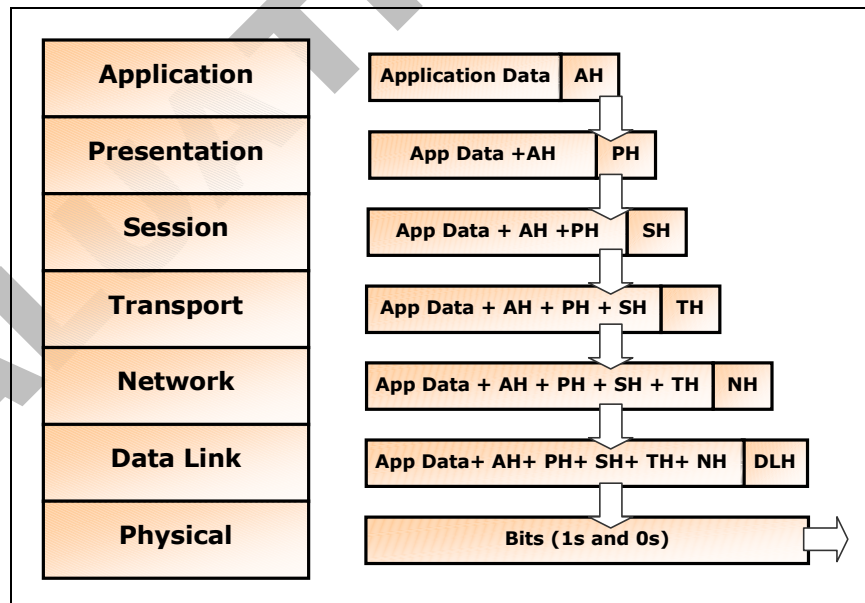 Application
Application Data AH
Presentation
App Data +AH PH
Session
App Data + AH +PH SH
Transport
App Data + AH + PH + SH TH
Network
App Data + AH + PH + SH + TH NH
Data Link
App Data+ AH+ PH+ SH+ TH+ NH DLH
Physical
Bits (1s and 0s)